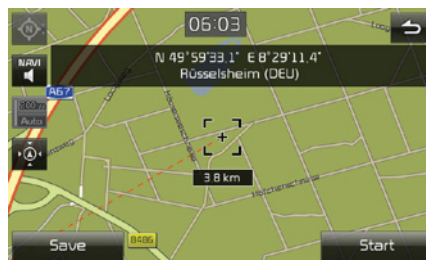 06:03
N 49°59'33.1" E 8°29'11.4"
Rüsselsheim (DEU)
NAVI
A67
200m
Auto
3.8 km
Save
B486
Start